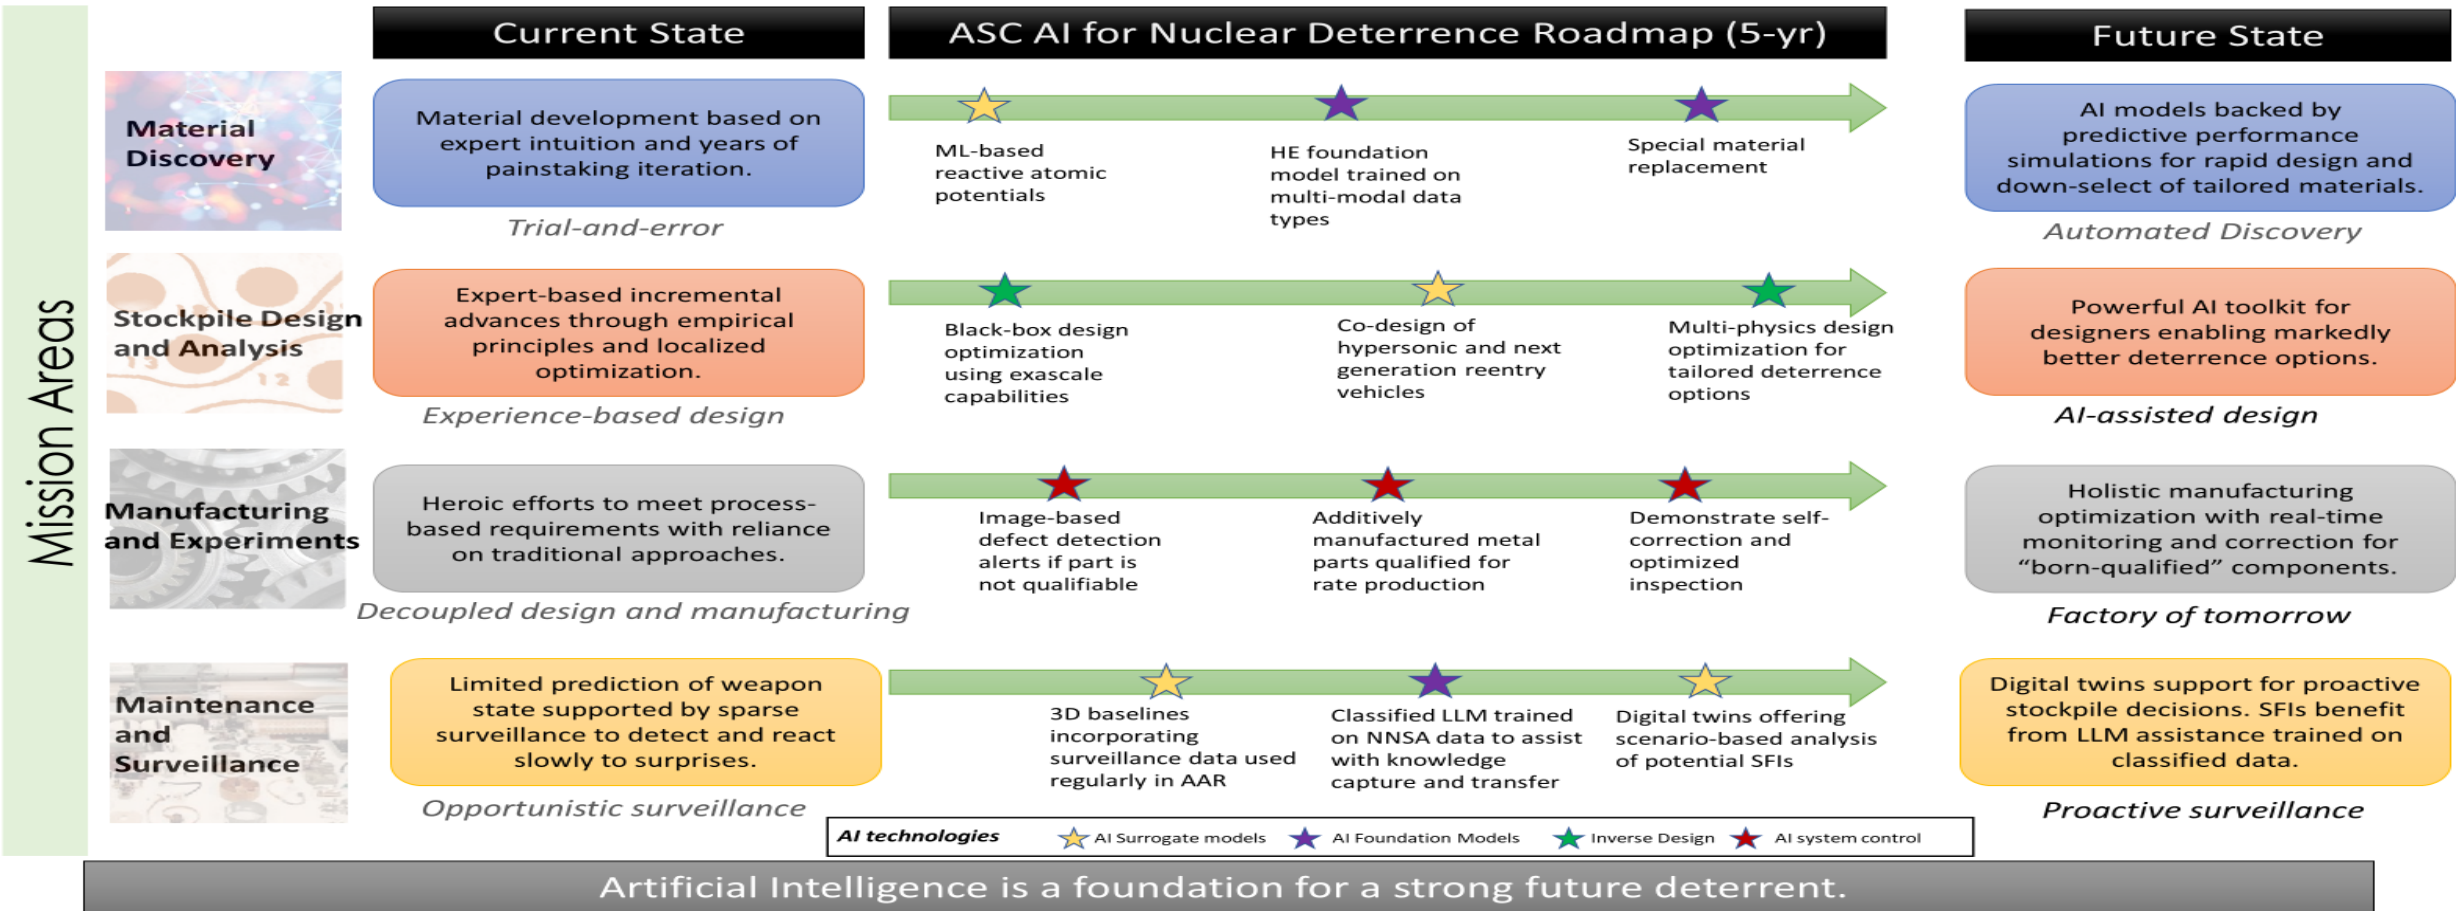 Mission Areas
Current State
ASC AI for Nuclear Deterrence Roadmap (5-yr)
Future State
Material
Discovery
Material development based on
expert intuition and years of
painstaking iteration.
Trial-and-error
ML-based
reactive atomic
potentials
HE foundation
model trained on
multi-modal data
types
Special material
replacement
AI models backed by
predictive performance
simulations for rapid design and
down-select of tailored materials.
Automated Discovery
Stockpile Design
and Analysis
13
12
Expert-based incremental
advances through empirical
principles and localized
optimization.
Experience-based design
Black-box design
optimization
using exascale
capabilities
Co-design of
hypersonic and next
generation reentry
vehicles
Multi-physics design
optimization for
tailored deterrence
options
Powerful AI toolkit for
designers enabling markedly
better deterrence options.
AI-assisted design
Manufacturing
and Experiments
Heroic efforts to meet process-
based requirements with reliance
on traditional approaches.
Decoupled design and manufacturing
Image-based
defect detection
alerts if part is
not qualifiable
Additively
manufactured metal
parts qualified for
rate production
Demonstrate self-
correction and
optimized
inspection
Holistic manufacturing
optimization with real-time
monitoring and correction for
“born-qualified” components.
Factory of tomorrow
Maintenance
and
Surveillance
Limited prediction of weapon
state supported by sparse
surveillance to detect and react
slowly to surprises.
Opportunistic surveillance
3D baselines
incorporating
surveillance data used
regularly in AAR
Classified LLM trained
on NNSA data to assist
with knowledge
capture and transfer
Digital twins offering
scenario-based analysis
of potential SFIs
Digital twins support for proactive
stockpile decisions. SFIs benefit
from LLM assistance trained on
classified data.
Proactive surveillance
AI technologies
AI Surrogate models
AI Foundation Models
Inverse Design
AI system control
Artificial Intelligence is a foundation for a strong future deterrent.